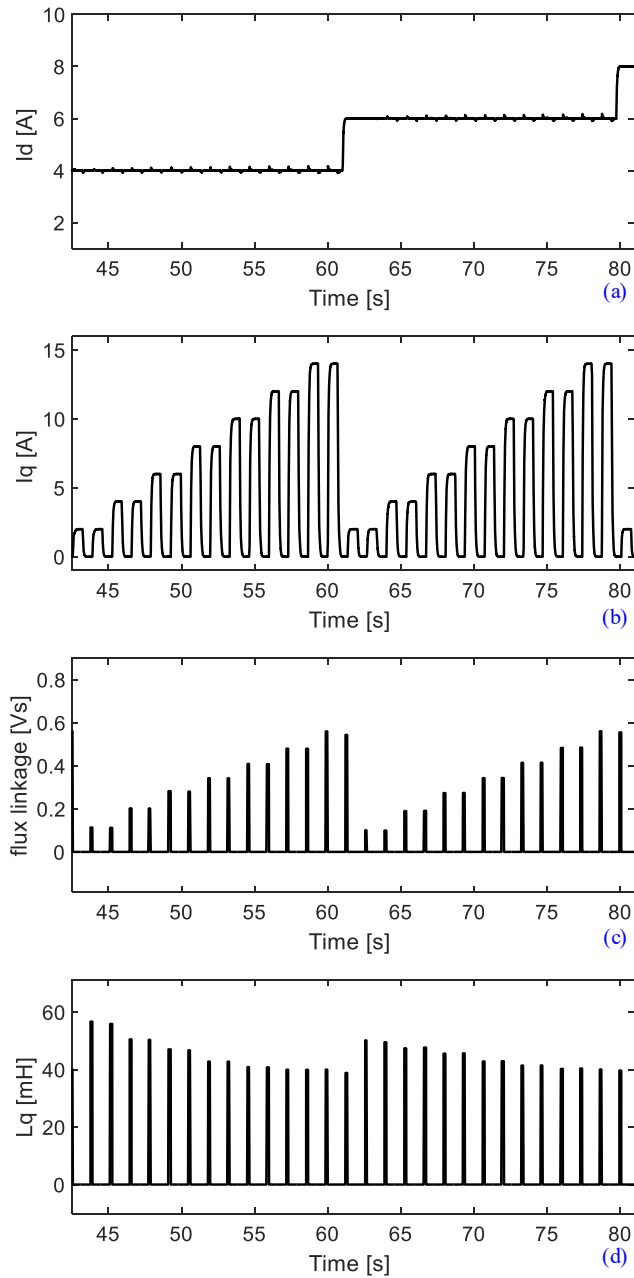 10
8
6
4
2
Id [A]
45 50 55 60 65 70 75 80
Time [s]
(a)
15
10
5
0
Iq [A]
45 50 55 60 65 70 75 80
Time [s]
(b)
0.8
0.6
0.4
0.2
0
flux linkage [Vs]
45 50 55 60 65 70 75 80
Time [s]
(c)
60
40
20
0
Lq [mH]
45 50 55 60 65 70 75 80
Time [s]
(d)